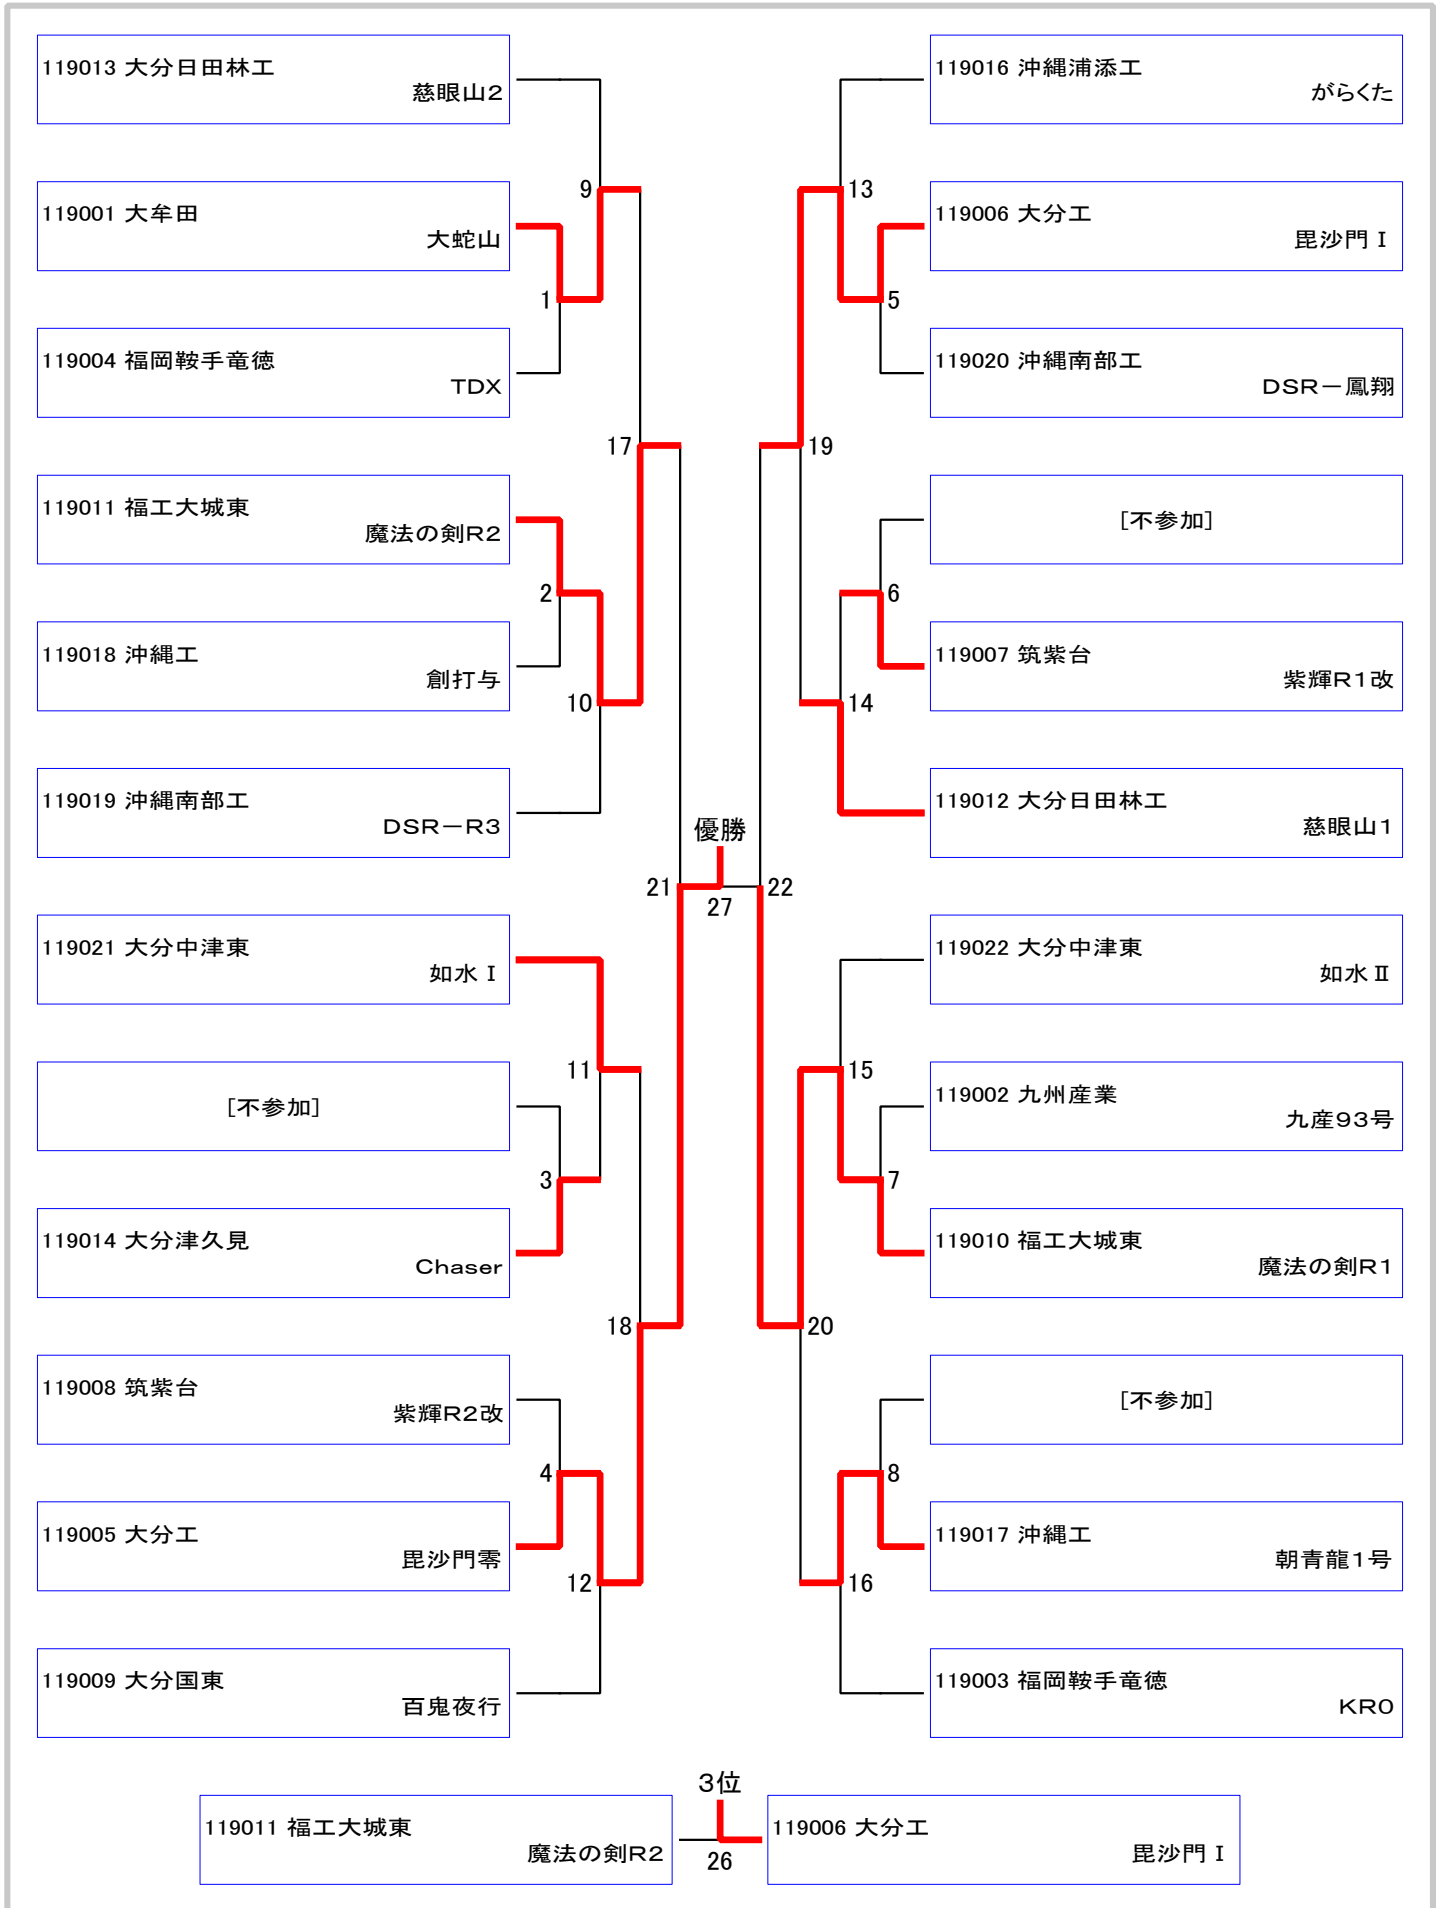 119013 大分日田林工
慈眼山2
119001 大牟田
大蛇山
119004 福岡鞍手竜徳
TDX
119011 福工大城東
魔法の剣R2
119018 沖縄工
創打与
119019 沖縄南部工
DSR－R3
119021 大分中津東
如水Ⅰ
[不参加]
119014 大分津久見
Chaser
119008 筑紫台
紫輝R2改
119005 大分工
毘沙門零
119009 大分国東
百鬼夜行
9
1
17
2
10
11
3
18
4
12
優勝
21
27
22
13
5
19
6
14
15
7
20
8
16
119016 沖縄浦添工
がらくた
119006 大分工
毘沙門Ⅰ
119020 沖縄南部工
DSR－鳳翔
[不参加]
119007 筑紫台
紫輝R1改
119012 大分日田林工
慈眼山1
119022 大分中津東
如水Ⅱ
119002 九州産業
九産93号
119010 福工大城東
魔法の剣R1
[不参加]
119017 沖縄工
朝青龍1号
119003 福岡鞍手竜徳
KRO
3位
119011 福工大城東
魔法の剣R2
26
119006 大分工
毘沙門Ⅰ